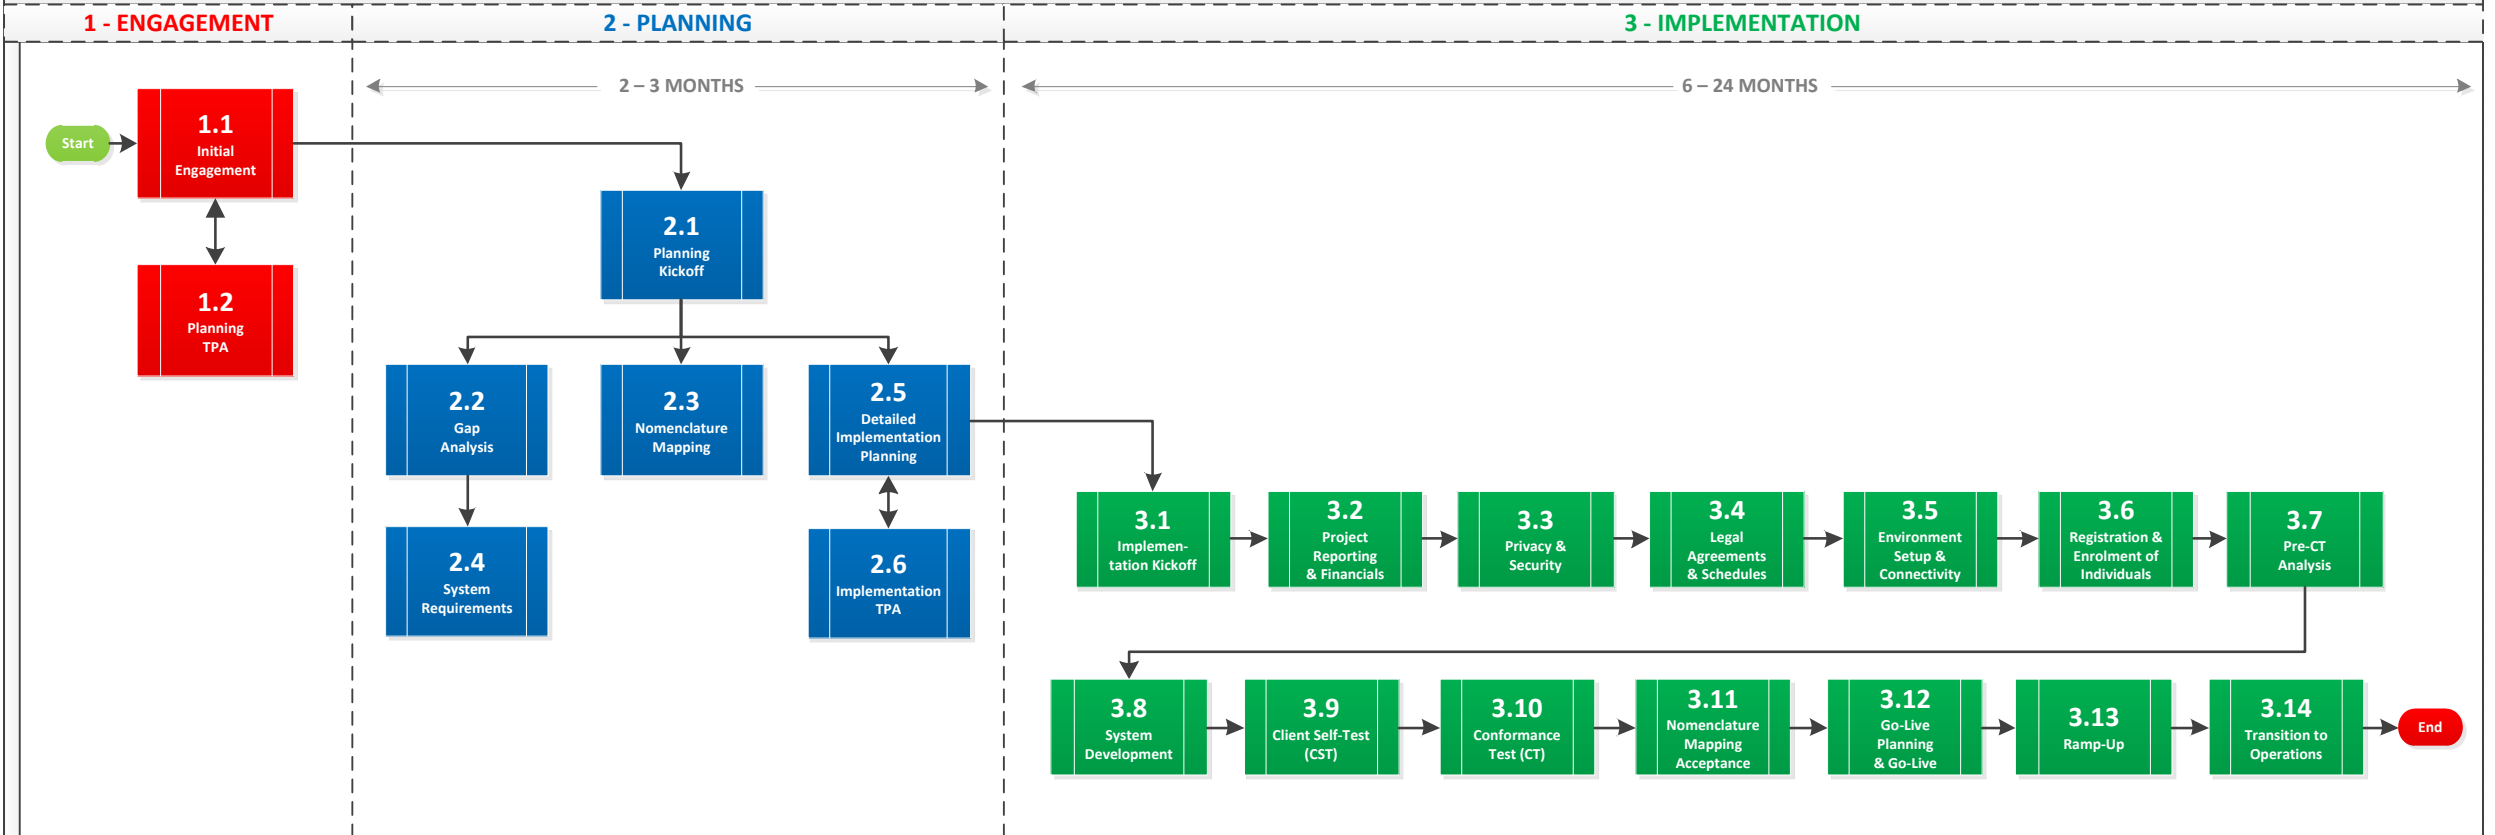 1 - ENGAGEMENT
2 - PLANNING
3 - IMPLEMENTATION
2 – 3 MONTHS
6 – 24 MONTHS
Start
1.1
Initial
Engagement
1.2
Planning
TPA
2.1
Planning
Kickoff
2.2
Gap
Analysis
2.3
Nomenclature
Mapping
2.5
Detailed
Implementation
Planning
2.4
System
Requirements
2.6
Implementation
TPA
3.1
Implemen-
tation Kickoff
3.2
Project
Reporting
& Financials
3.3
Privacy &
Security
3.4
Legal
Agreements
& Schedules
3.5
Environment
Setup &
Connectivity
3.6
Registration &
Enrolment of
Individuals
3.7
Pre-CT
Analysis
3.8
System
Development
3.9
Client Self-Test
(CST)
3.10
Conformance
Test (CT)
3.11
Nomenclature
Mapping
Acceptance
3.12
Go-Live
Planning
& Go-Live
3.13
Ramp-Up
3.14
Transition to
Operations
End